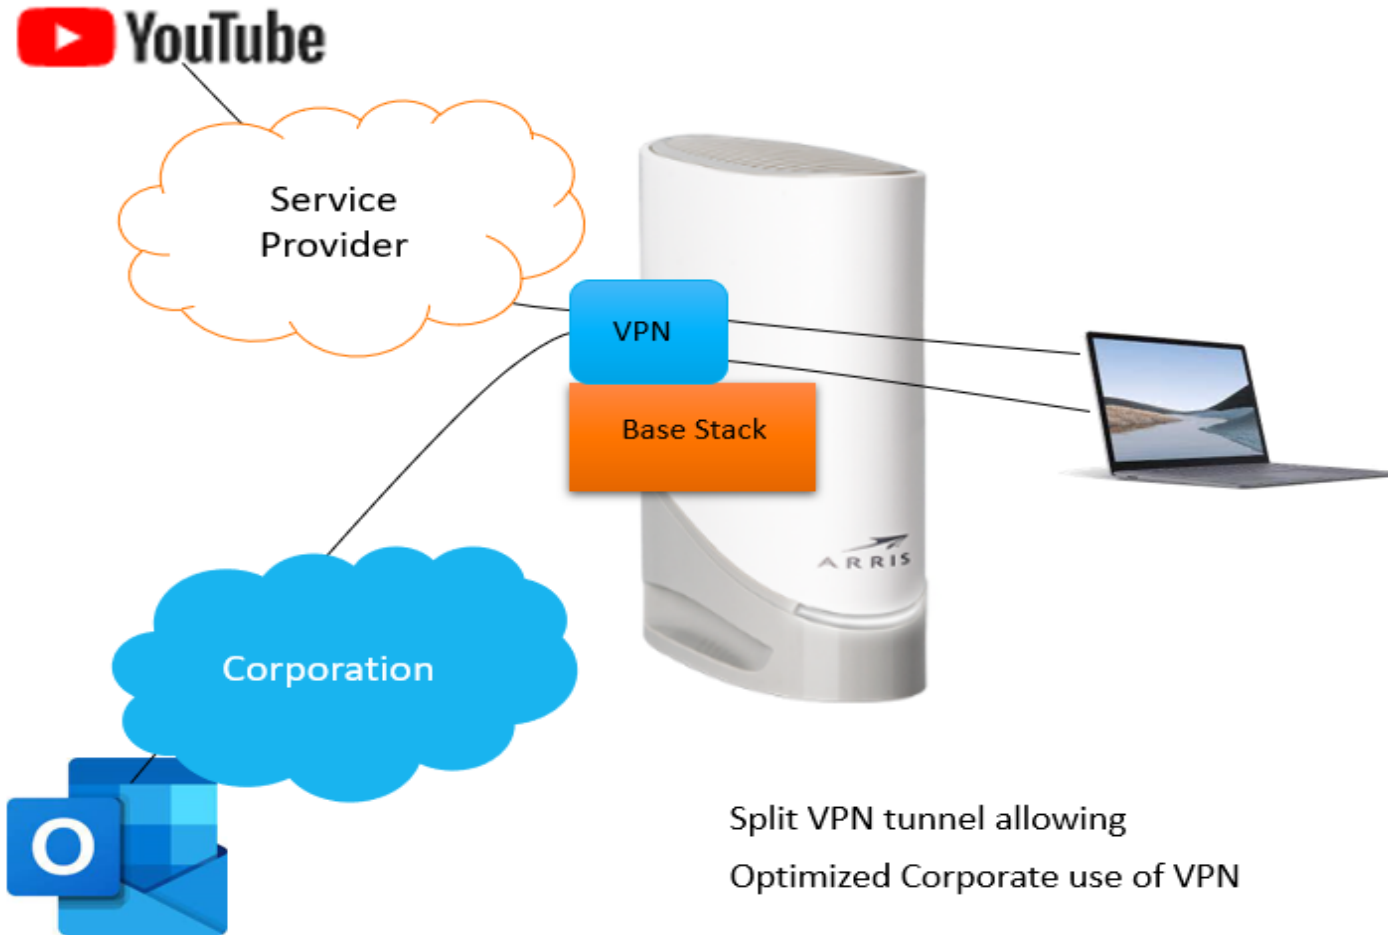 YouTube
Service
Provider
VPN
Base Stack
ARRIS
Corporation
O
Split VPN tunnel allowing
Optimized Corporate use of VPN